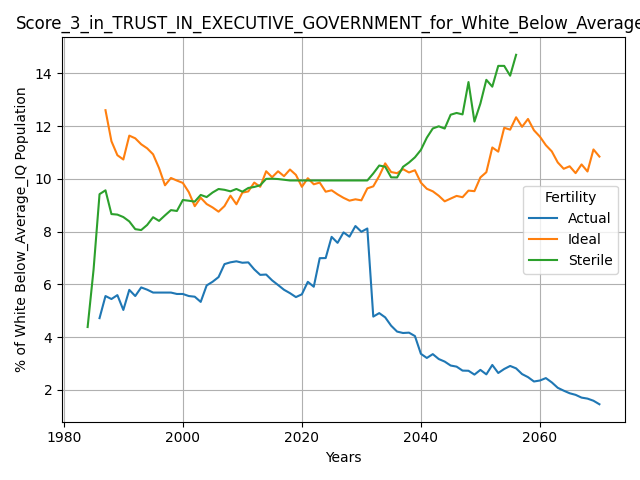 Score_3_in_TRUST_IN_EXECUTIVE_GOVERNMENT_for_White_Below_Average
% of White Below_Average_IQ Population
14
12
10
8
6
4
2
Fertility
Actual
Ideal
Sterile
1980 2000 2020 2040 2060
Years